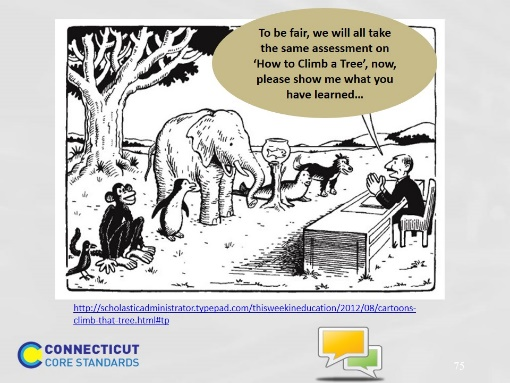 To be fair, we will all take
the same assessment on
‘How to Climb a Tree’, now,
please show me what you
have learned…
http://scholasticadministrator.typepad.com/thisweekineducation/2012/08/cartoons-
climb-that-tree.html#tp
CONNECTICUT
CORE STANDARDS
75